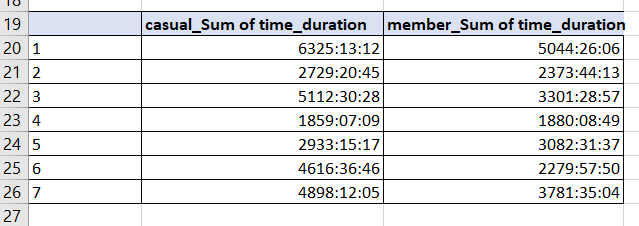 18
19 casual_Sum of time_duration member_Sum of time_duration
20 1 6325:13:12 5044:26:06
21 2 2729:20:45 2373:44:13
22 3 5112:30:28 3301:28:57
23 4 1859:07:09 1880:08:49
24 5 2933:15:17 3082:31:37
25 6 4616:36:46 2279:57:50
26 7 4898:12:05 3781:35:04
27